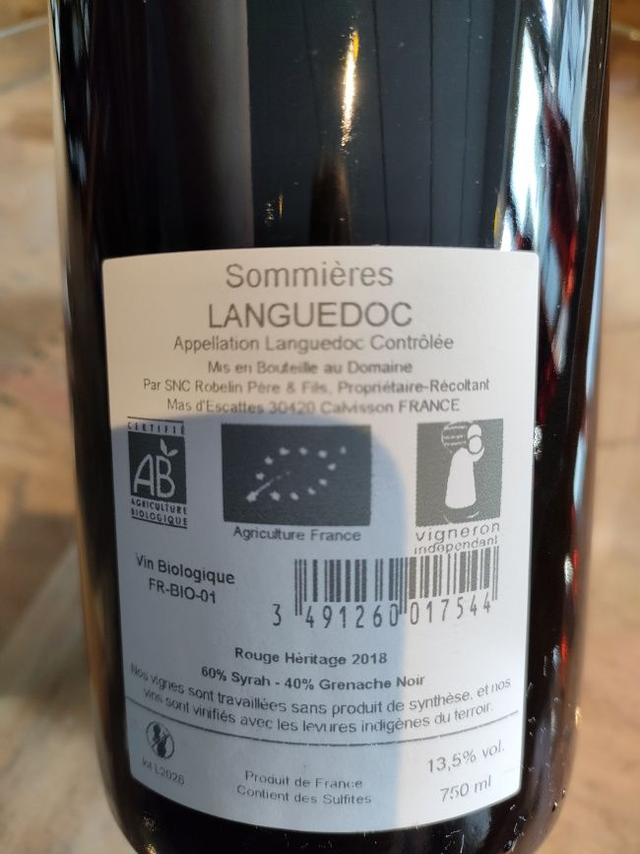 Sommières
LANGUEDOC
Appellation Languedoc Contrôlée
Mis en Bouteille au Domaine
Par SNC Robelin Père & Fils, Propriétaire-Récoltant
Mas d'Escattes 30420 Calvisson FRANCE
CERTIFIÉ
AB
AGRICULTURE
BIOLOGIQUE
Agriculture France
vigneron
indépendant
Vin Biologique
FR-BIO-01
3 491260 017544
Rouge Héritage 2018
60% Syrah - 40% Grenache Noir
Nos vignes sont travaillées sans produit de synthèse, et nos
vins sont vinifiés avec les levures indigènes du terroir.
lot L2026
Produit de France
Contient des Sulfites
13,5% vol.
750 ml